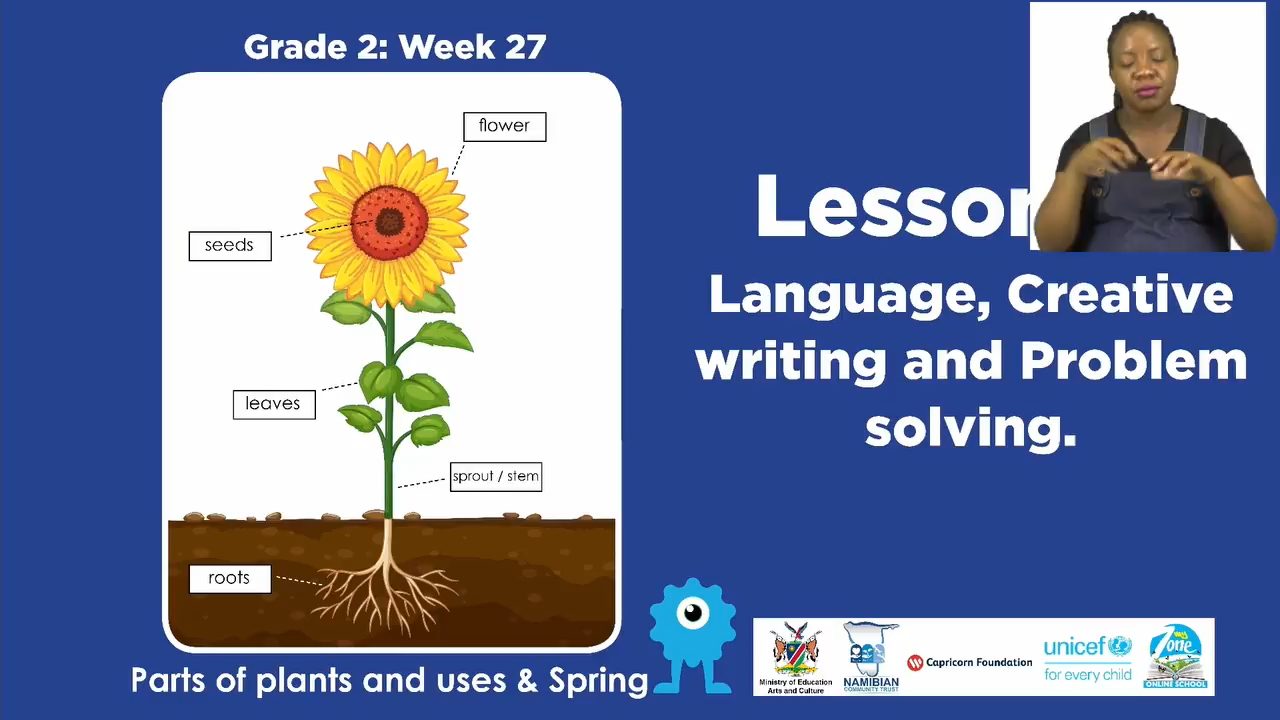 Grade 2: Week 27
flower
seeds
leaves
sprout / stem
roots
Parts of plants and uses & Spring
Lesson
Language, Creative
writing and Problem
solving.
Ministry of Education
Arts and Culture
NAMIBIAN
COMMUNITY TRUST
Capricorn Foundation
unicef
for every child
my
Zone
ONLINE SCHOOL